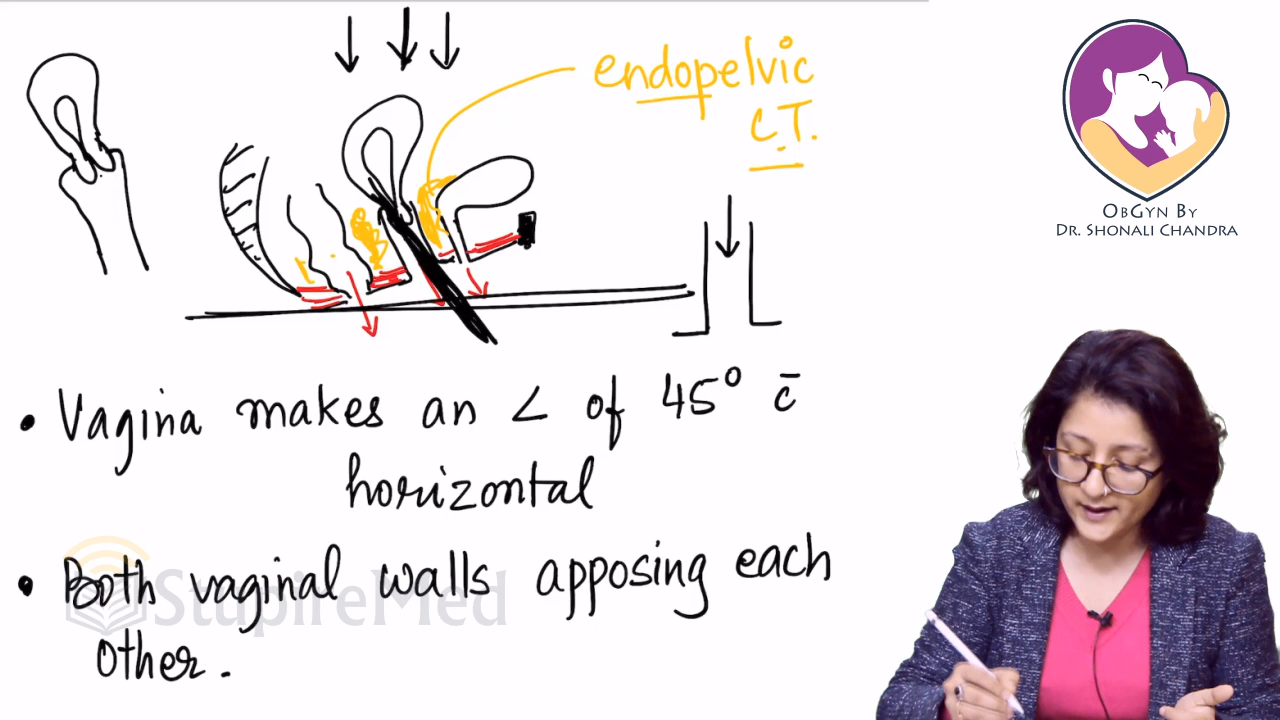 endopelvic
C.T.
OBGYN BY
DR. SHONALI CHANDRA
• Vagina makes an ∠ of 45° c̄
horizontal
• Both vaginal walls apposing each
other.
StupireMed